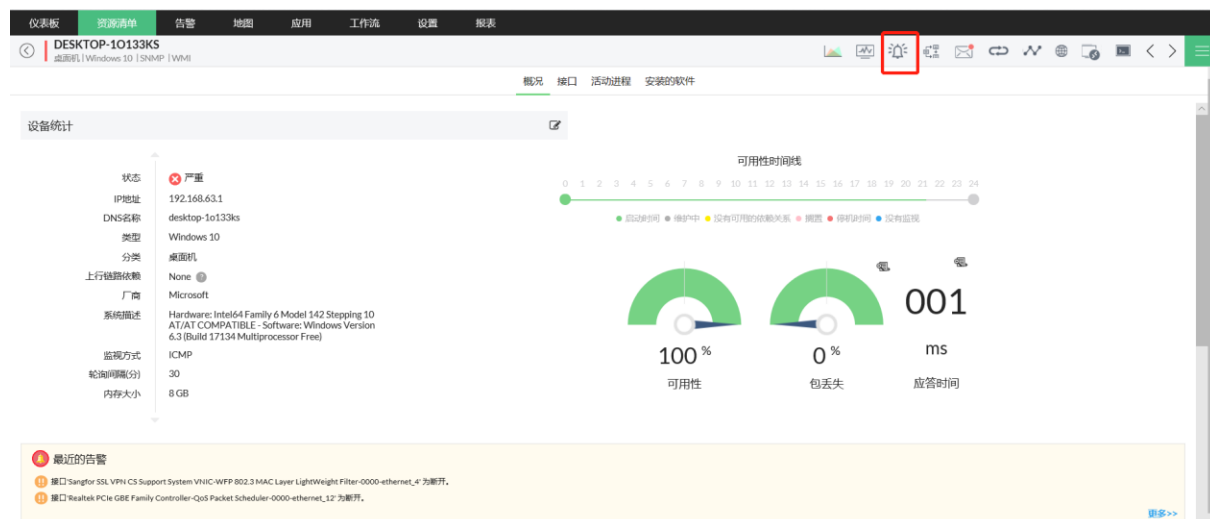 仪表板 资源清单 告警 地图 应用 工作流 设置 报表
DESKTOP-1O133KS
桌面机 | Windows 10 | SNMP | WMI
概况 接口 活动进程 安装的软件
设备统计
状态 严重
IP地址 192.168.63.1
DNS名称 desktop-1o133ks
类型 Windows 10
分类 桌面机
上行链路依赖 None
厂商 Microsoft
系统描述 Hardware: Intel64 Family 6 Model 142 Stepping 10
AT/AT COMPATIBLE - Software: Windows Version
6.3 (Build 17134 Multiprocessor Free)
监视方式 ICMP
轮询间隔(分) 30
内存大小 8 GB
可用性时间线
0 1 2 3 4 5 6 7 8 9 10 11 12 13 14 15 16 17 18 19 20 21 22 23 24
启动时间 维护中 没有可用的依赖关系 搁置 停机时间 没有监视
100 % 0 % 001 ms
可用性 包丢失 应答时间
最近的告警
接口'Sangfor SSL VPN CS Support System VNIC-WFP 802.3 MAC Layer LightWeight Filter-0000-ethernet_4' 为断开。
接口'Realtek PCIe GBE Family Controller-QoS Packet Scheduler-0000-ethernet_12' 为断开。
更多>>